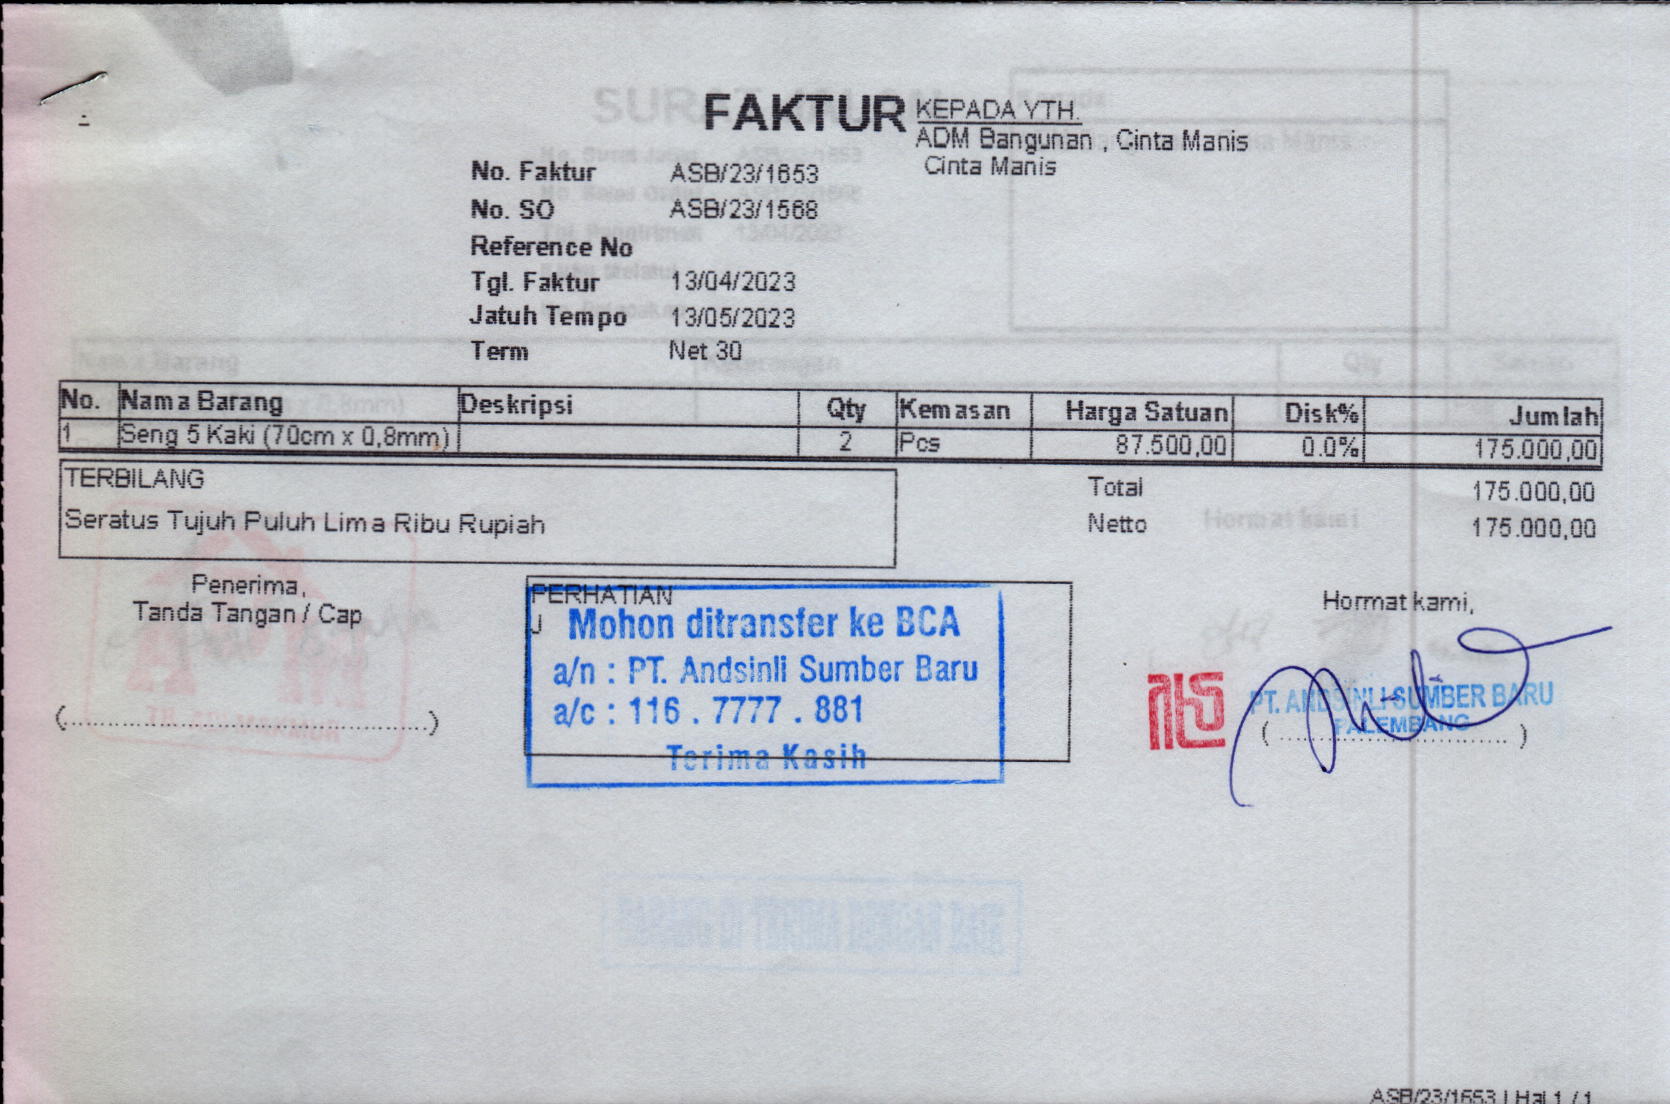 FAKTUR
KEPADA YTH.
ADM Bangunan , Cinta Manis
Cinta Manis
No. Faktur ASB/23/1653
No. SO ASB/23/1568
Reference No
Tgl. Faktur 13/04/2023
Jatuh Tempo 13/05/2023
Term Net 30
No. Nama Barang Deskripsi Qty Kemasan Harga Satuan Disk% Jumlah
1 Seng 5 Kaki (70cm x 0,8mm) 2 Pcs 87.500,00 0.0% 175.000,00
TERBILANG
Seratus Tujuh Puluh Lima Ribu Rupiah
Total 175.000,00
Netto 175.000,00
Penerima,
Tanda Tangan / Cap
(........................................)
PERHATIAN
Mohon ditransfer ke BCA
a/n : PT. Andsinli Sumber Baru
a/c : 116 . 7777 . 881
Terima Kasih
Hormat kami,
PT. ANDSINLI SUMBER BARU
PALEMBANG
(........................................)
ASB/23/1653 | Hal 1 / 1